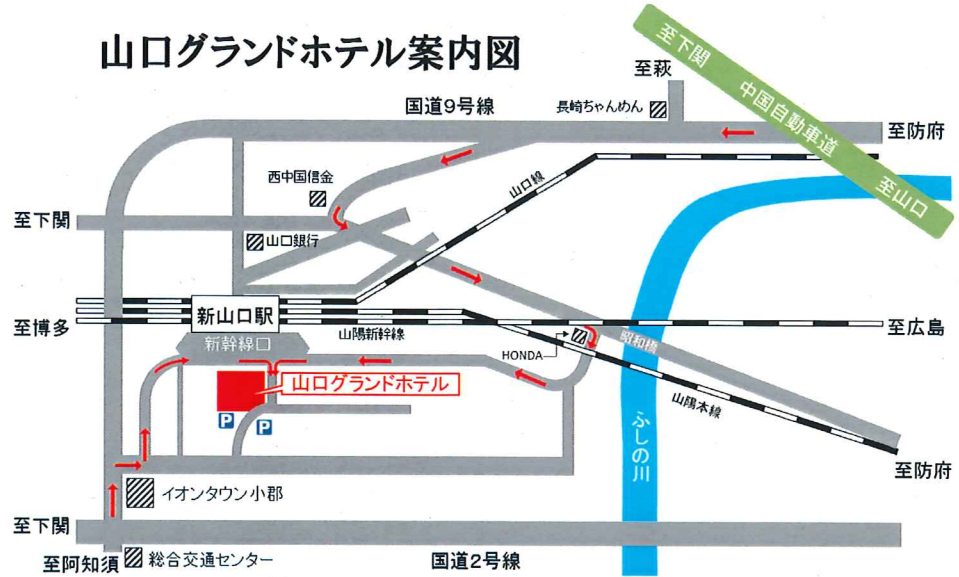 山口グランドホテル案内図
至下関
中国自動車道
至山口
至萩
長崎ちゃんめん
国道9号線
至防府
西中国信金
山口線
至下関
山口銀行
新山口駅
至博多
山陽新幹線
至広島
新幹線口
昭和橋
HONDA
山口グランドホテル
山陽本線
P
P
ふしの川
至防府
イオンタウン小郡
至下関
至阿知須
総合交通センター
国道2号線